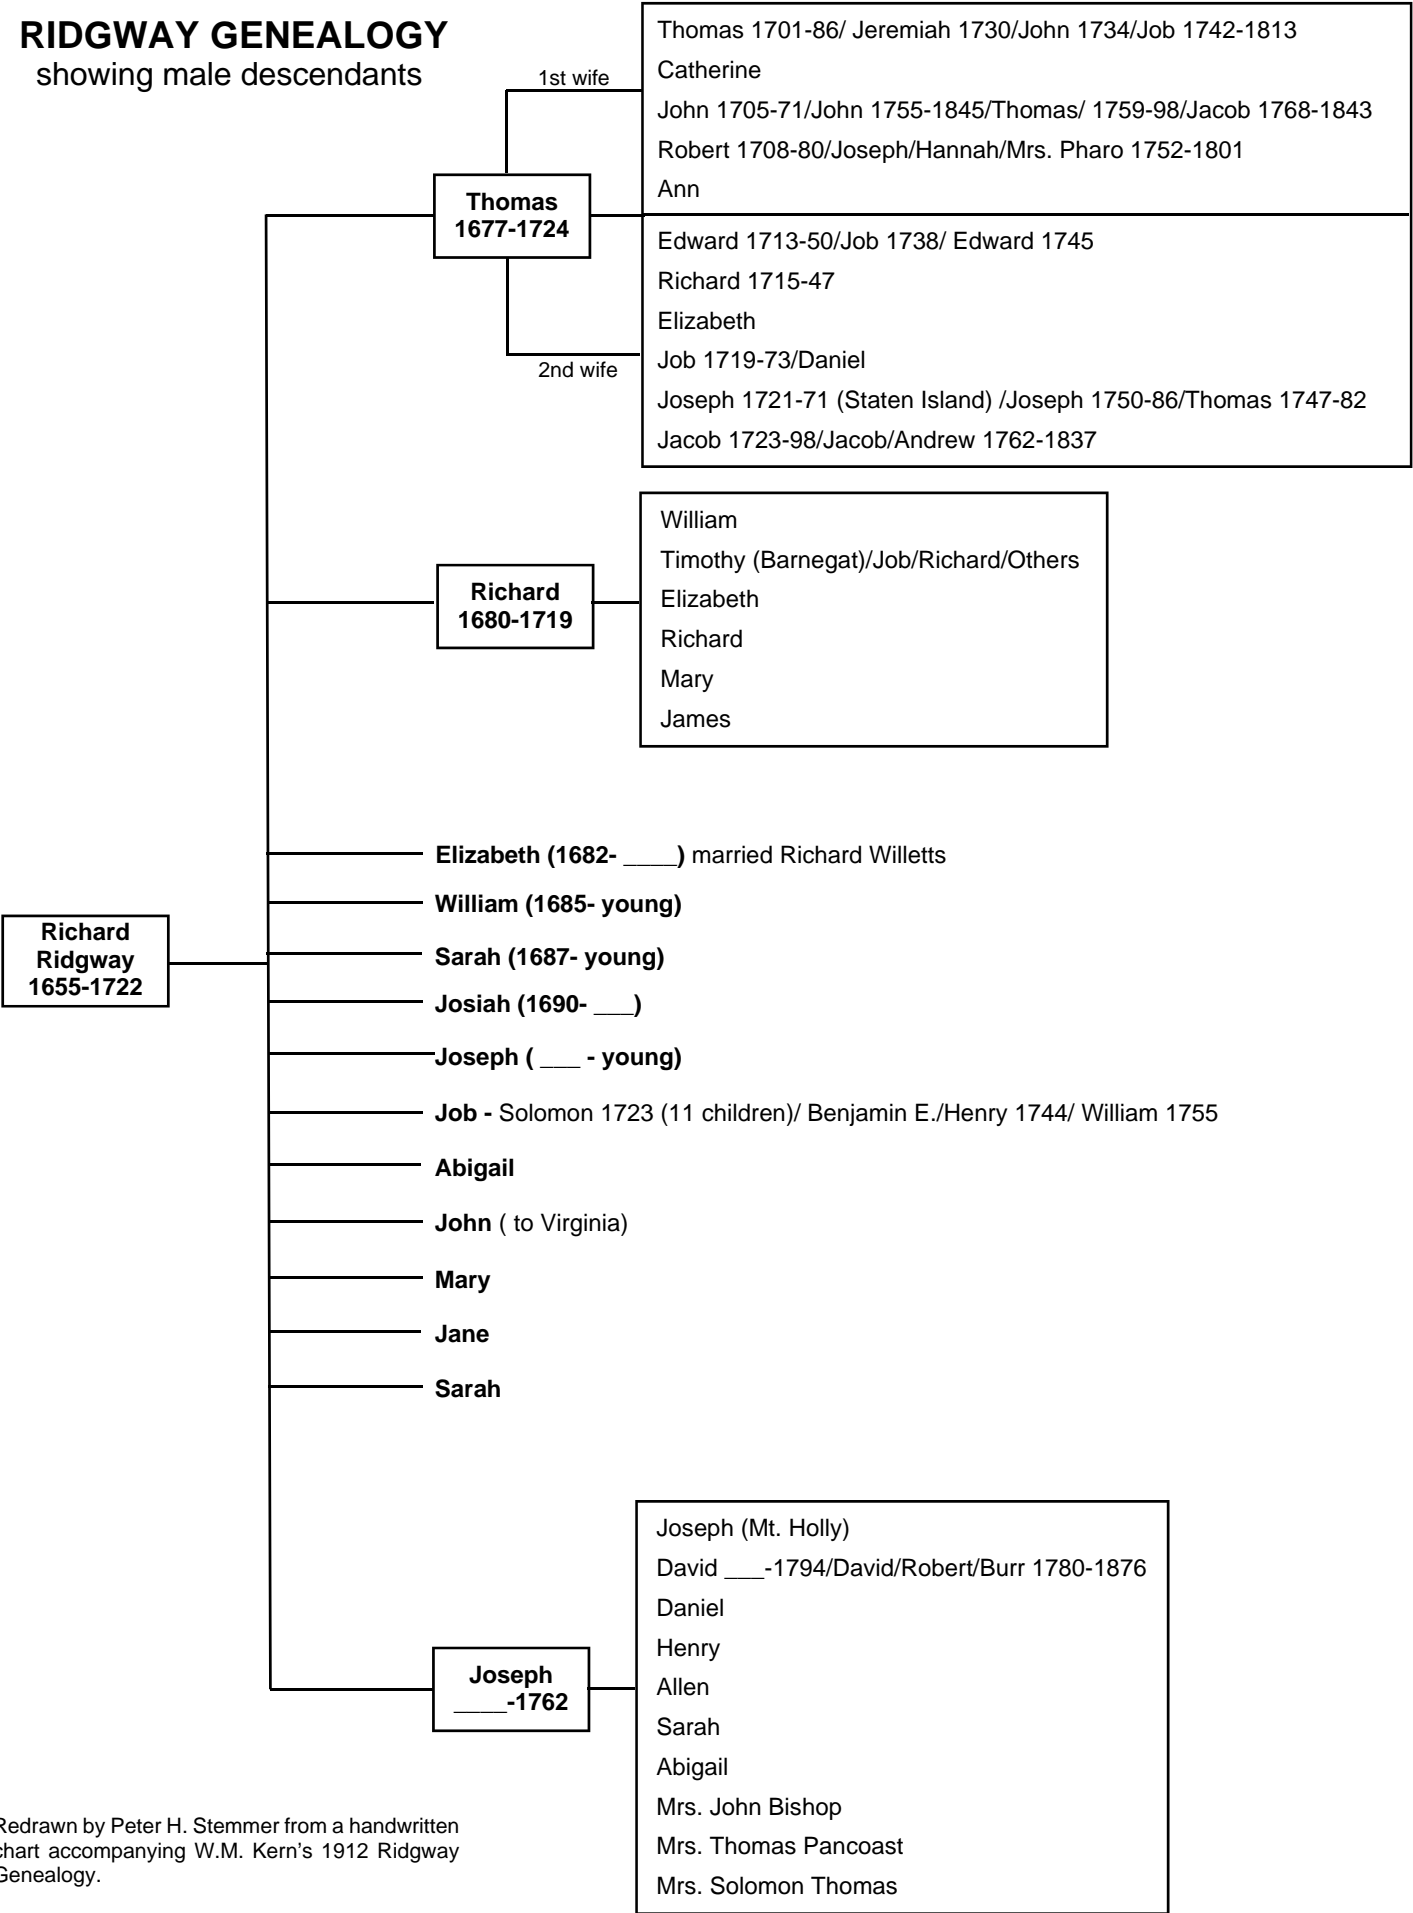 RIDGWAY GENEALOGY
showing male descendants
1st wife
Thomas 1701-86/ Jeremiah 1730/John 1734/Job 1742-1813
Catherine
John 1705-71/John 1755-1845/Thomas/ 1759-98/Jacob 1768-1843
Robert 1708-80/Joseph/Hannah/Mrs. Pharo 1752-1801
Ann
Thomas
1677-1724
Edward 1713-50/Job 1738/ Edward 1745
Richard 1715-47
Elizabeth
Job 1719-73/Daniel
Joseph 1721-71 (Staten Island) /Joseph 1750-86/Thomas 1747-82
Jacob 1723-98/Jacob/Andrew 1762-1837
2nd wife
Richard
1680-1719
William
Timothy (Barnegat)/Job/Richard/Others
Elizabeth
Richard
Mary
James
Richard
Ridgway
1655-1722
Elizabeth (1682- ____) married Richard Willetts
William (1685- young)
Sarah (1687- young)
Josiah (1690- ___)
Joseph ( ___ - young)
Job - Solomon 1723 (11 children)/ Benjamin E./Henry 1744/ William 1755
Abigail
John ( to Virginia)
Mary
Jane
Sarah
Joseph
____-1762
Joseph (Mt. Holly)
David ___-1794/David/Robert/Burr 1780-1876
Daniel
Henry
Allen
Sarah
Abigail
Mrs. John Bishop
Mrs. Thomas Pancoast
Mrs. Solomon Thomas
Redrawn by Peter H. Stemmer from a handwritten
chart accompanying W.M. Kern's 1912 Ridgway
Genealogy.